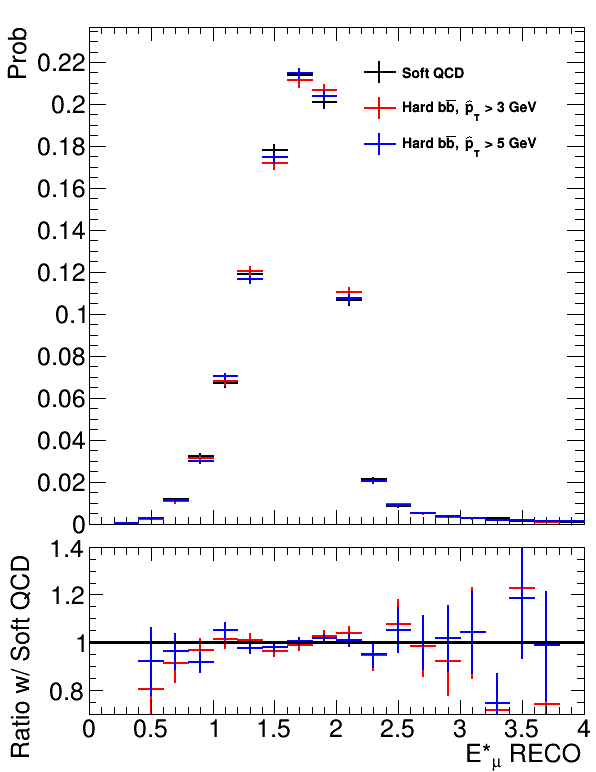 Prob
0.22
0.2
0.18
0.16
0.14
0.12
0.1
0.08
0.06
0.04
0.02
0
Soft QCD
Hard bb̅, p̂_T > 3 GeV
Hard bb̅, p̂_T > 5 GeV
Ratio w/ Soft QCD
1.4
1.2
1
0.8
0 0.5 1 1.5 2 2.5 3 3.5 4
E*_μ RECO